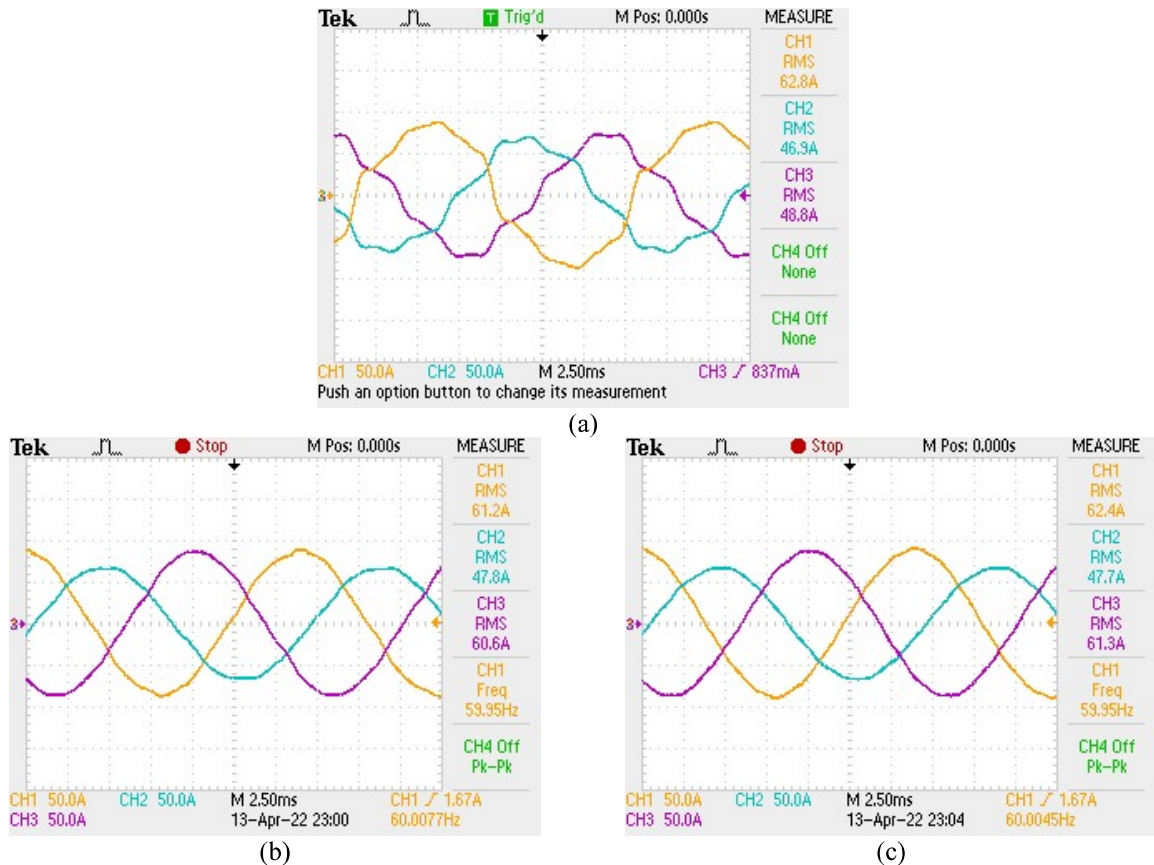 Tek T Trig'd M Pos: 0.000s MEASURE
CH1
RMS
62.8A
CH2
RMS
46.9A
CH3
RMS
48.8A
CH4 Off
None
CH4 Off
None
3
CH1 50.0A CH2 50.0A M 2.50ms CH3 837mA
Push an option button to change its measurement
(a)
Tek Stop M Pos: 0.000s MEASURE
CH1
RMS
61.2A
CH2
RMS
47.8A
CH3
RMS
60.6A
CH1
Freq
59.95Hz
CH4 Off
Pk-Pk
3
CH1 50.0A CH2 50.0A M 2.50ms CH1 1.67A
CH3 50.0A 13-Apr-22 23:00 60.0077Hz
(b)
Tek Stop M Pos: 0.000s MEASURE
CH1
RMS
62.4A
CH2
RMS
47.7A
CH3
RMS
61.3A
CH1
Freq
59.95Hz
CH4 Off
Pk-Pk
3
CH1 50.0A CH2 50.0A M 2.50ms CH1 1.67A
CH3 50.0A 13-Apr-22 23:04 60.0045Hz
(c)